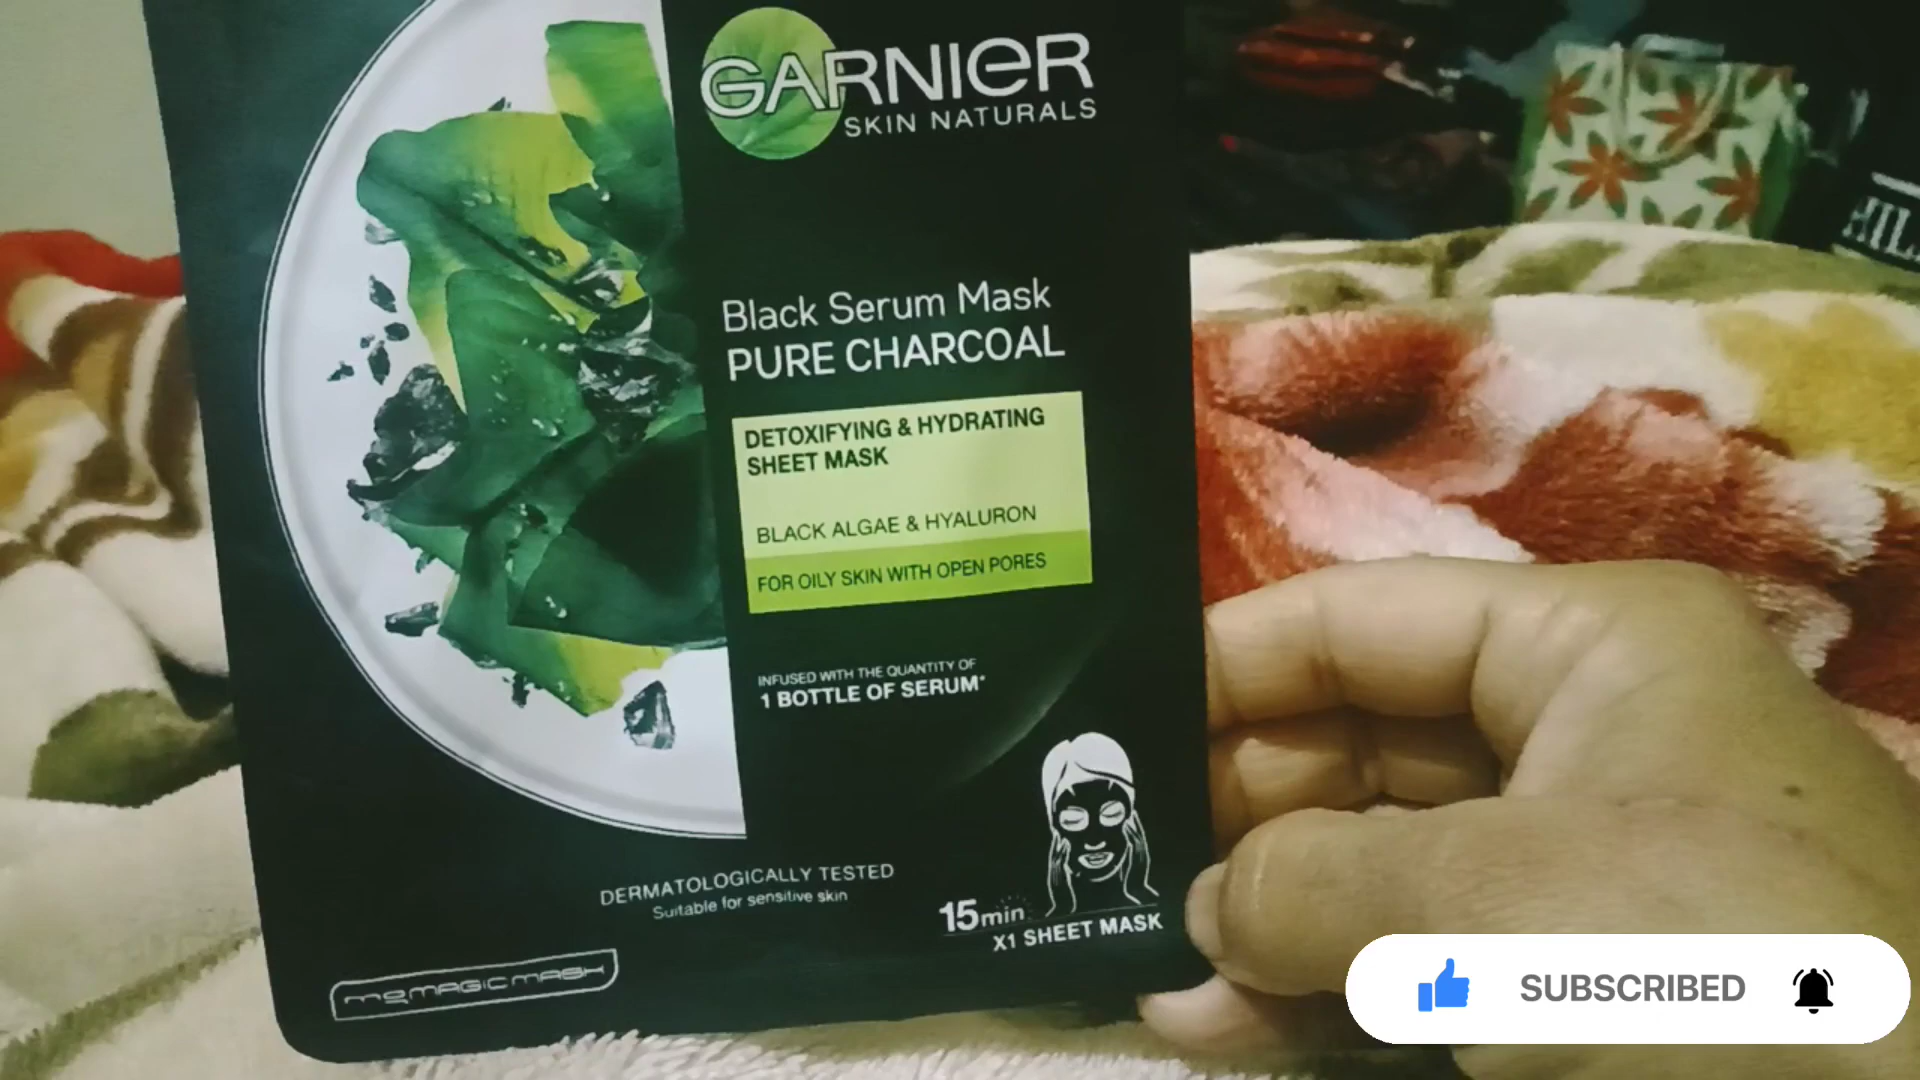 GARNIER
SKIN NATURALS
Black Serum Mask
PURE CHARCOAL
DETOXIFYING & HYDRATING
SHEET MASK
BLACK ALGAE & HYALURON
FOR OILY SKIN WITH OPEN PORES
INFUSED WITH THE QUANTITY OF
1 BOTTLE OF SERUM*
DERMATOLOGICALLY TESTED
Suitable for sensitive skin
15min
X1 SHEET MASK
MAGIC MASK
SUBSCRIBED